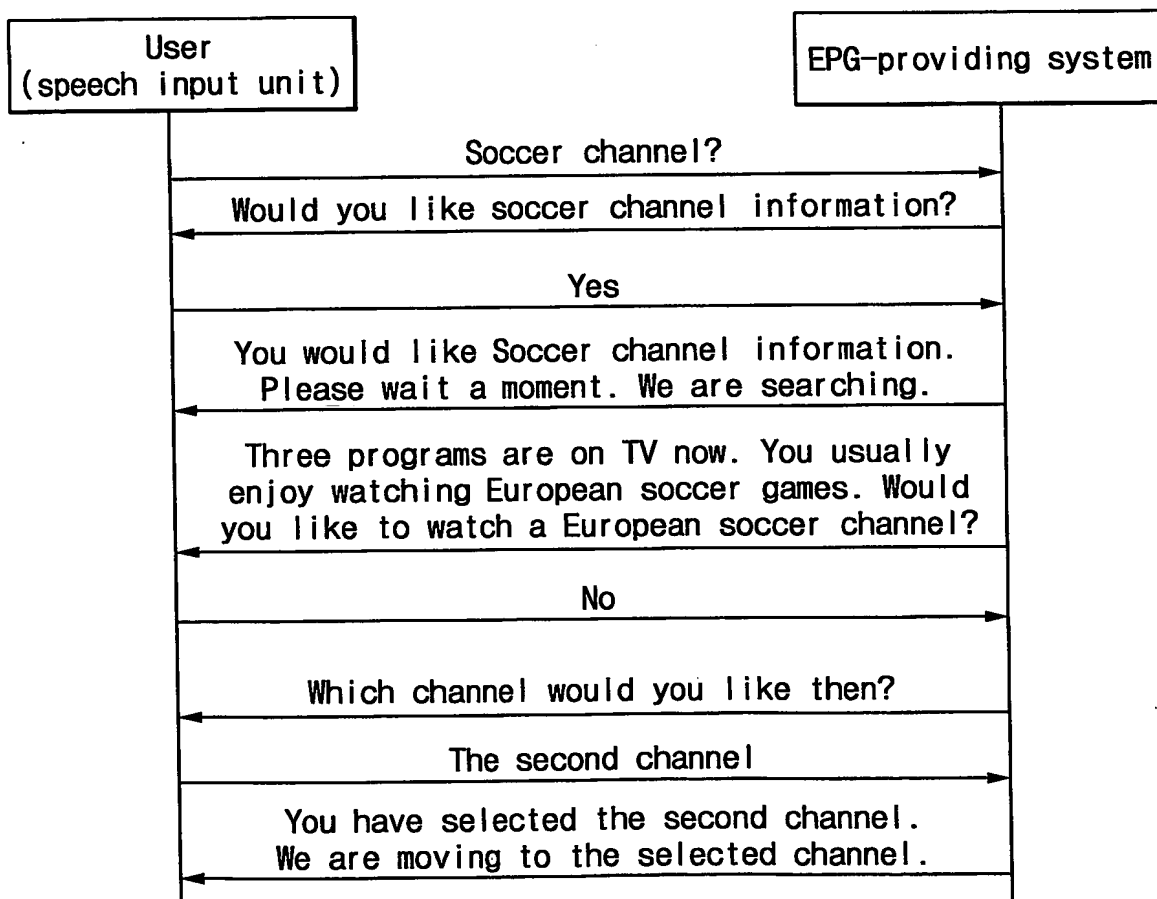 User
(speech input unit)
EPG-providing system
Soccer channel?
Would you like soccer channel information?
Yes
You would like Soccer channel information.
Please wait a moment. We are searching.
Three programs are on TV now. You usually
enjoy watching European soccer games. Would
you like to watch a European soccer channel?
No
Which channel would you like then?
The second channel
You have selected the second channel.
We are moving to the selected channel.